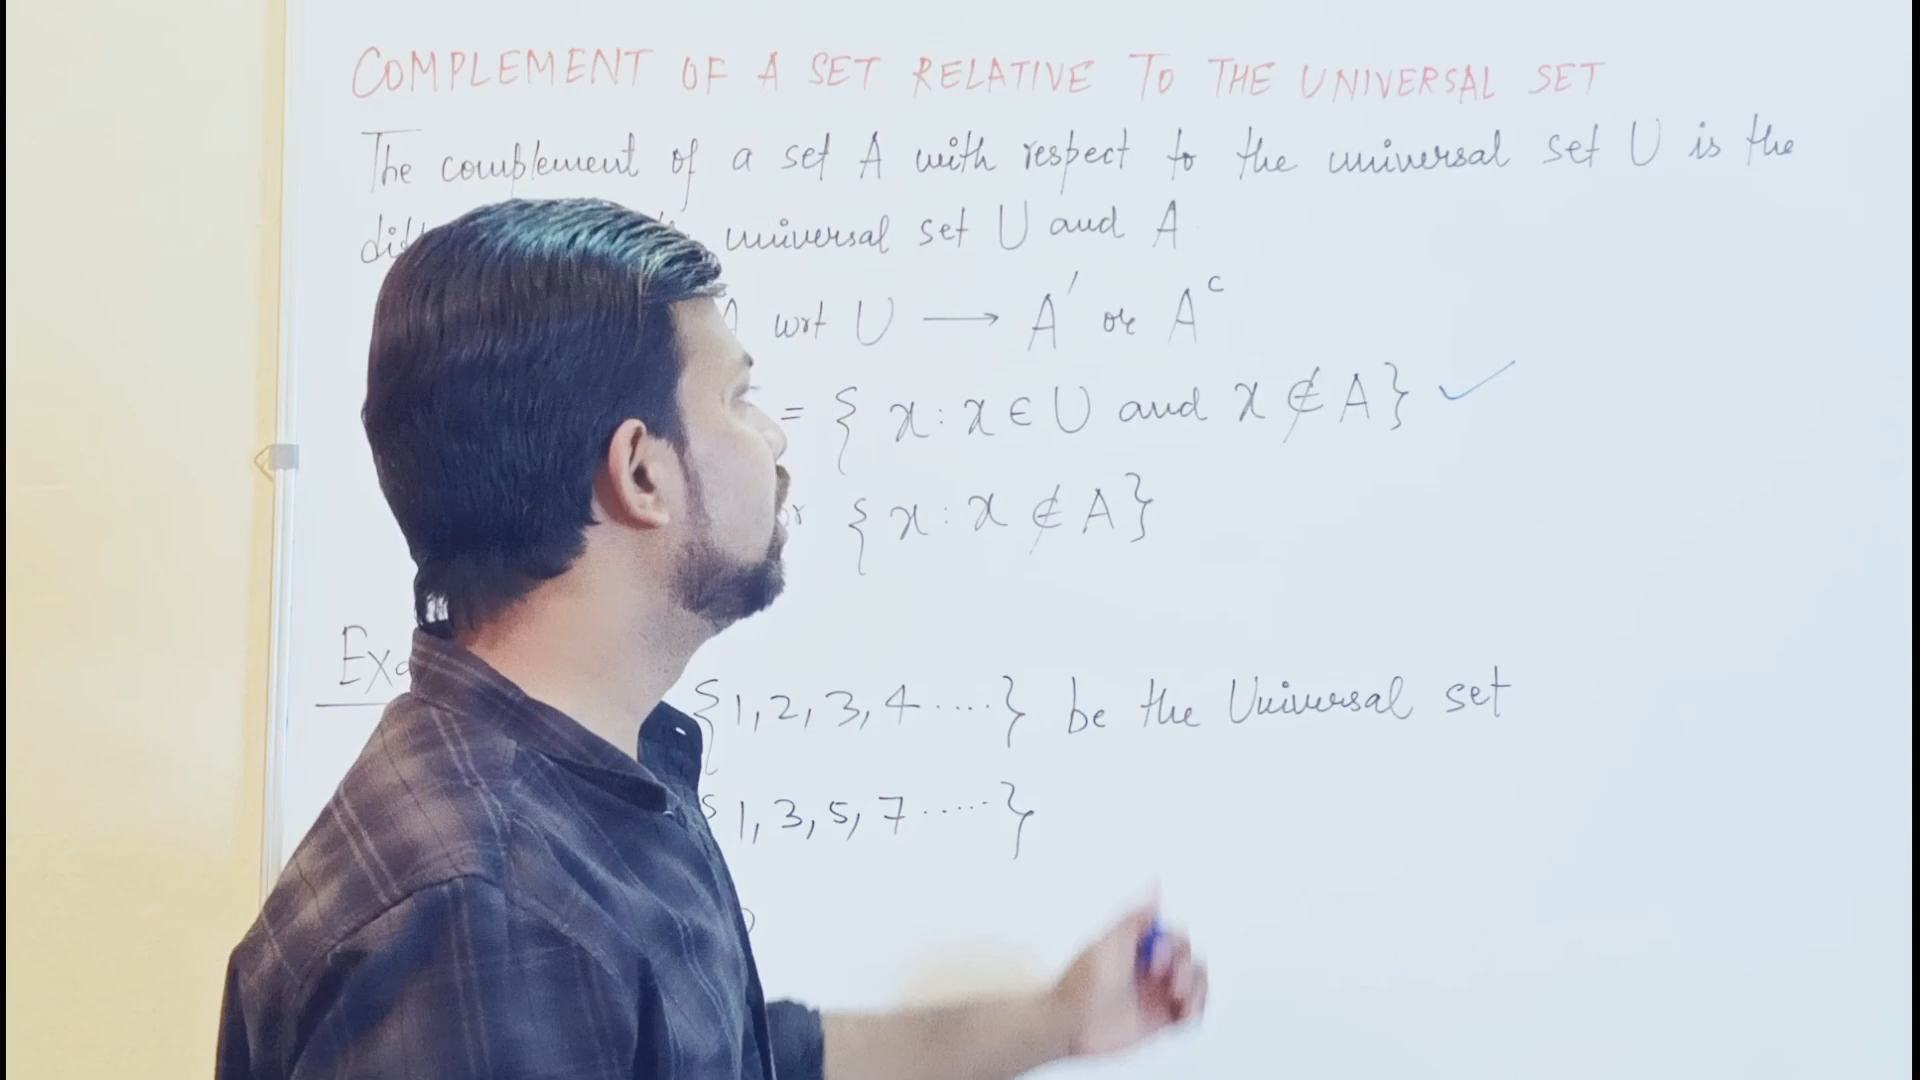 COMPLEMENT OF A SET RELATIVE TO THE UNIVERSAL SET
The complement of a set A with respect to the universal set U is the
universal set U and A
A wrt U ⟶ A' or Aᶜ
= { x : x ∈ U and x ∉ A} ✓
or { x : x ∉ A}
{1, 2, 3, 4 ....} be the Universal set
{1, 3, 5, 7 .....}